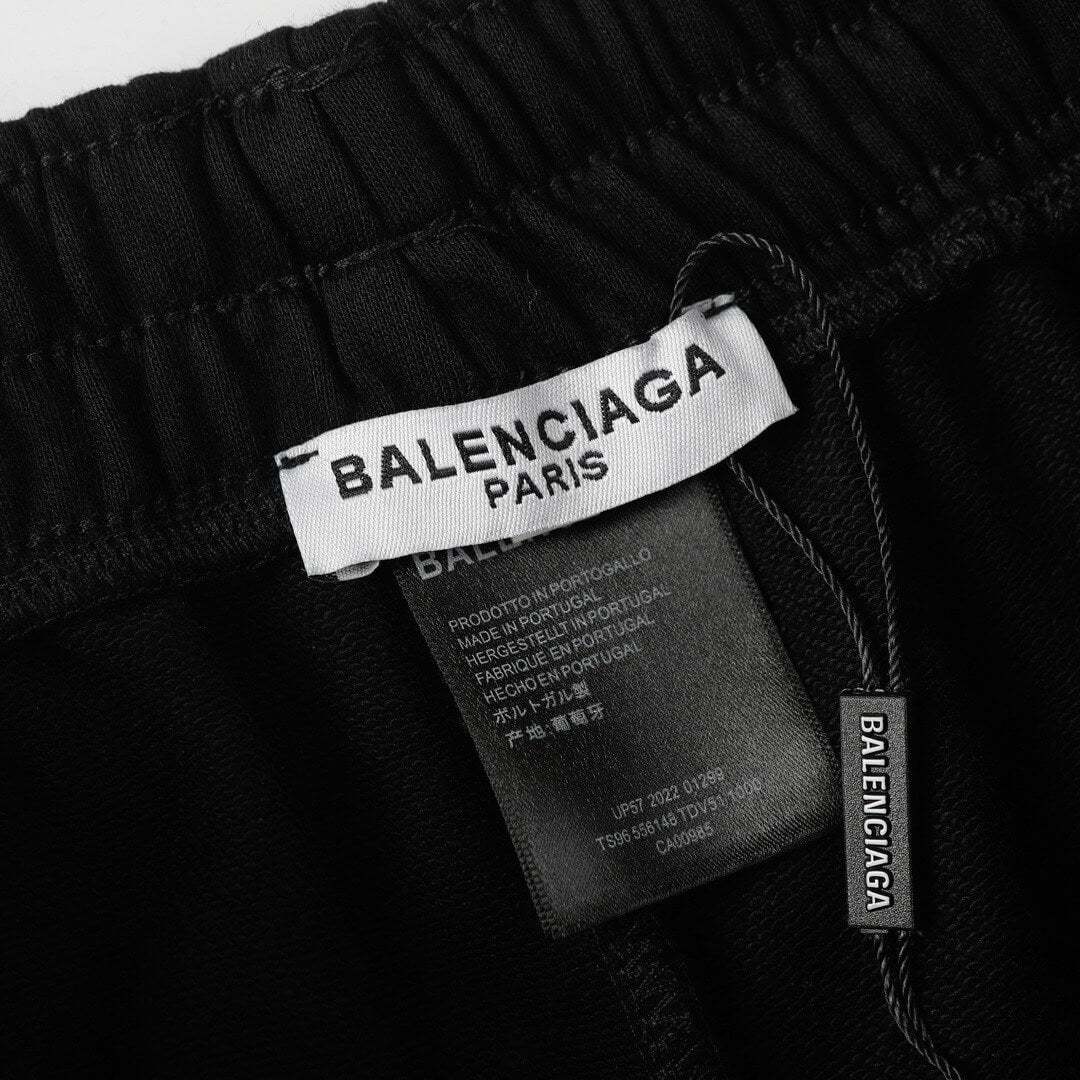 BALENCIAGA
PARIS
PRODOTTO IN PORTOGALLO
MADE IN PORTUGAL
HERGESTELLT IN PORTUGAL
FABRIQUE EN PORTUGAL
HECHO EN PORTUGAL
ポルトガル製
产地:葡萄牙
UP57 2022 01299
TS96 556148 TDV51 1000
CA00985
BALENCIAGA